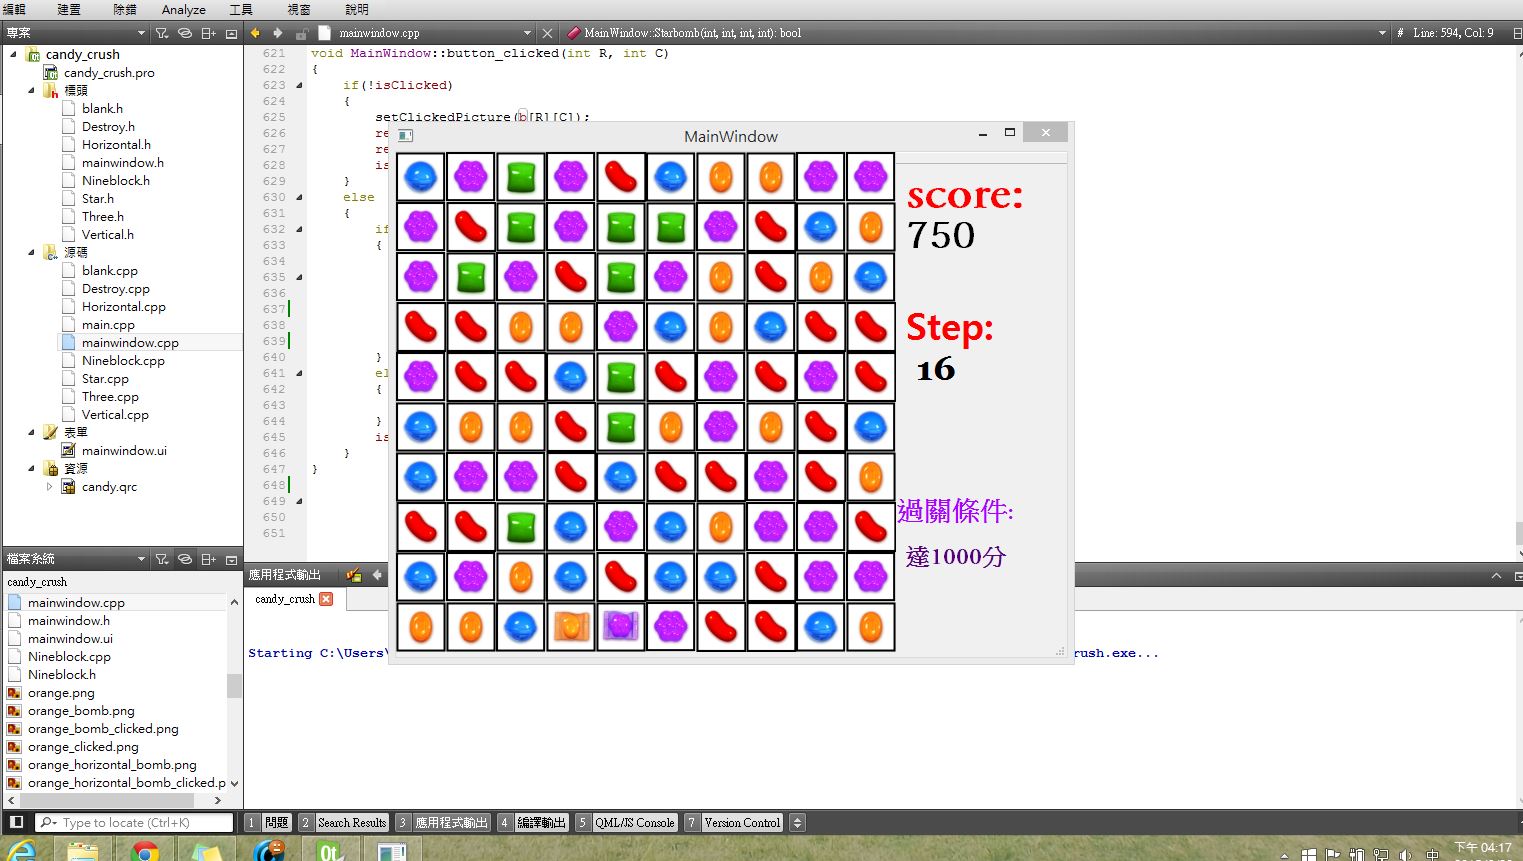 編輯 建置 除錯 Analyze 工具 視窗 說明
專案
mainwindow.cpp
MainWindow::Starbomb(int, int, int, int): bool
# Line: 594, Col: 9
candy_crush
candy_crush.pro
標頭
blank.h
Destroy.h
Horizontal.h
mainwindow.h
Nineblock.h
Star.h
Three.h
Vertical.h
源碼
blank.cpp
Destroy.cpp
Horizontal.cpp
main.cpp
mainwindow.cpp
Nineblock.cpp
Star.cpp
Three.cpp
Vertical.cpp
表單
mainwindow.ui
資源
candy.qrc
621 void MainWindow::button_clicked(int R, int C)
622 {
623 if(!isClicked)
624 {
625 setClickedPicture(b[R][C]);
626 re
627 re
628 is
629 }
630 else
631 {
632 if
633 {
634
635
636
637
638
639
640 }
641 el
642 {
643
644 }
645 is
646 }
647 }
648
649
650
651
MainWindow
score:
750
Step:
16
過關條件:
達1000分
檔案系統
candy_crush
mainwindow.cpp
mainwindow.h
mainwindow.ui
Nineblock.cpp
Nineblock.h
orange.png
orange_bomb.png
orange_bomb_clicked.png
orange_clicked.png
orange_horizontal_bomb.png
orange_horizontal_bomb_clicked.p
應用程式輸出
candy_crush
Starting C:\Users\
rush.exe...
Type to locate (Ctrl+K)
1 問題 2 Search Results 3 應用程式輸出 4 編譯輸出 5 QML/JS Console 7 Version Control
Qt
中
下午 04:17